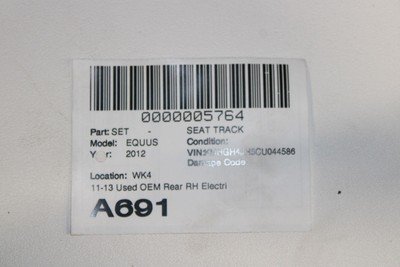 0000005764
Part: SET - SEAT TRACK
Model: EQUUS Condition:
Year: 2012
Damage Code:
Location: WK4
11-13 Used OEM Rear RH Electri
A691